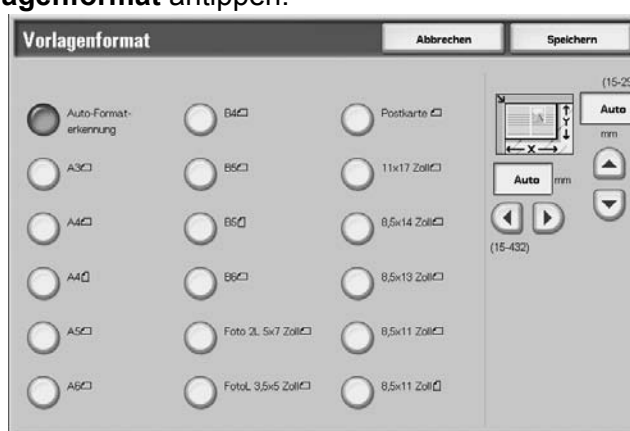 agenformat antippen.
Vorlagenformat
Abbrechen
Speichern
Auto-Format-
erkennung
A3
A4
A4
A5
A6
B4
B5
B5
B6
Foto 2L 5x7 Zoll
FotoL 3,5x5 Zoll
Postkarte
11x17 Zoll
8,5x14 Zoll
8,5x13 Zoll
8,5x11 Zoll
8,5x11 Zoll
Y
X
(15-29
Auto
mm
Auto mm
(15-432)